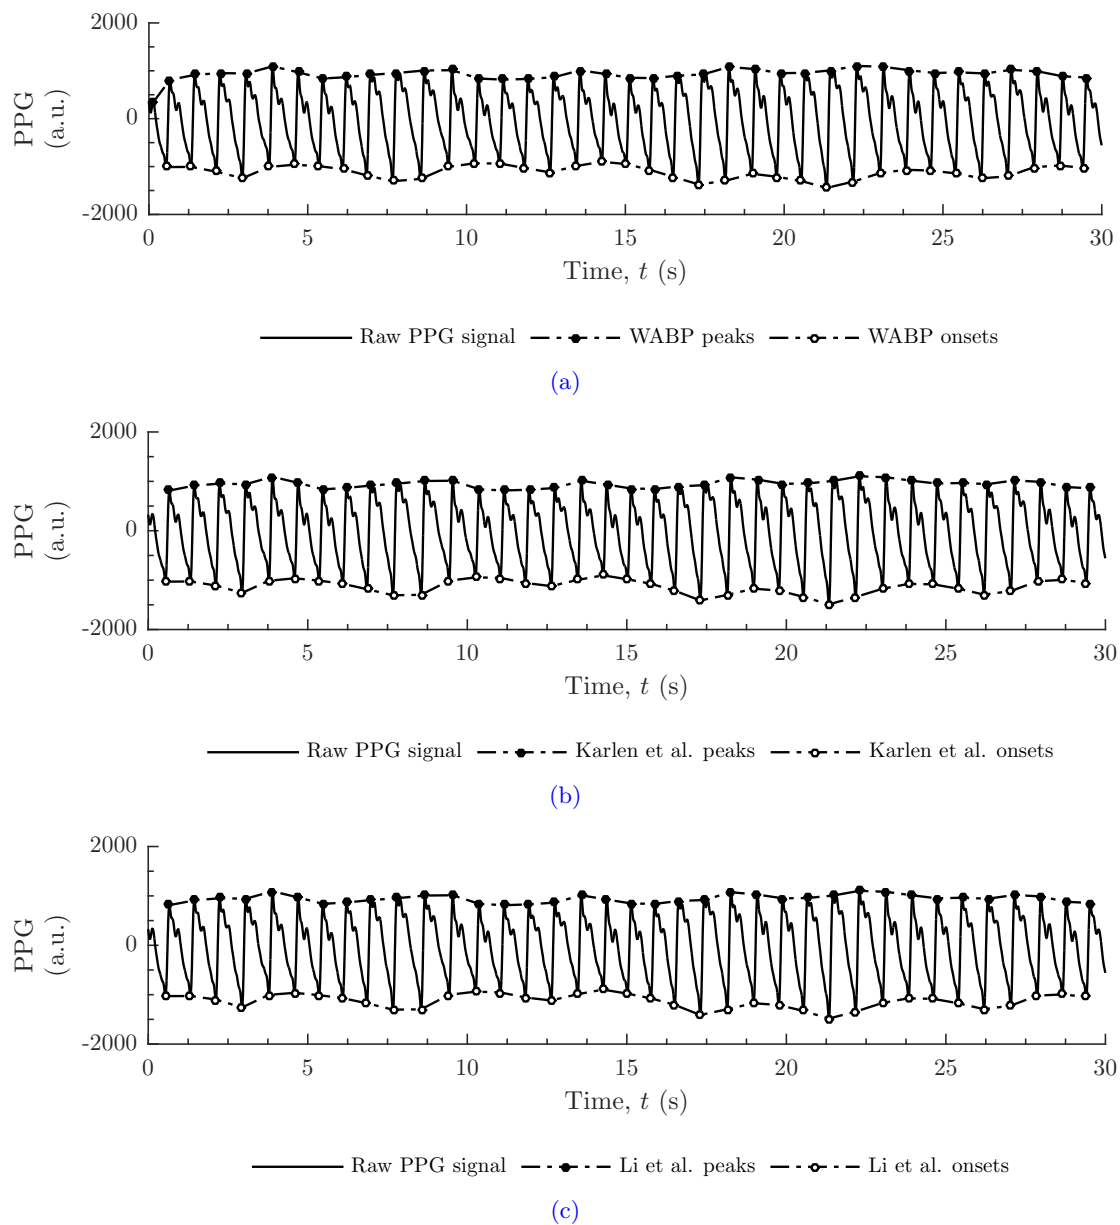 2000
0
-2000
PPG
(a.u.)
0 5 10 15 20 25 30
Time, t (s)
Raw PPG signal WABP peaks WABP onsets
(a)
2000
0
-2000
PPG
(a.u.)
0 5 10 15 20 25 30
Time, t (s)
Raw PPG signal Karlen et al. peaks Karlen et al. onsets
(b)
2000
0
-2000
PPG
(a.u.)
0 5 10 15 20 25 30
Time, t (s)
Raw PPG signal Li et al. peaks Li et al. onsets
(c)